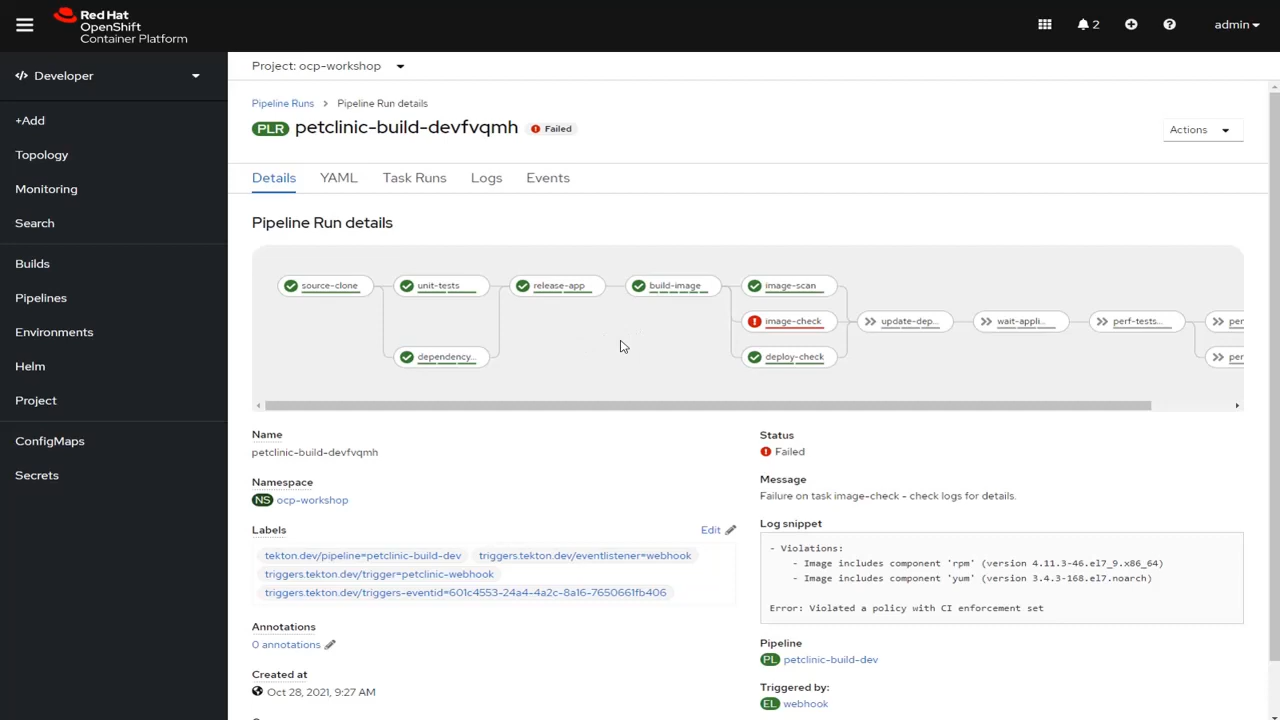 Red Hat
OpenShift
Container Platform
2
admin
Developer
+Add
Topology
Monitoring
Search
Builds
Pipelines
Environments
Helm
Project
ConfigMaps
Secrets
Project: ocp-workshop
Pipeline Runs > Pipeline Run details
PLR petclinic-build-devfvqmh Failed
Actions
Details YAML Task Runs Logs Events
Pipeline Run details
source-clone unit-tests release-app build-image image-scan
image-check update-dep... wait-appli... perf-tests... per
dependency... deploy-check per
Name
petclinic-build-devfvqmh
Namespace
NS ocp-workshop
Labels Edit
tekton.dev/pipeline=petclinic-build-dev triggers.tekton.dev/eventlistener=webhook
triggers.tekton.dev/trigger=petclinic-webhook
triggers.tekton.dev/triggers-eventid=601c4553-24a4-4a2c-8a16-7650661fb406
Annotations
0 annotations
Created at
Oct 28, 2021, 9:27 AM
Status
Failed
Message
Failure on task image-check - check logs for details.
Log snippet
- Violations:
- Image includes component 'rpm' (version 4.11.3-46.el7_9.x86_64)
- Image includes component 'yum' (version 3.4.3-168.el7.noarch)
Error: Violated a policy with CI enforcement set
Pipeline
PL petclinic-build-dev
Triggered by:
EL webhook